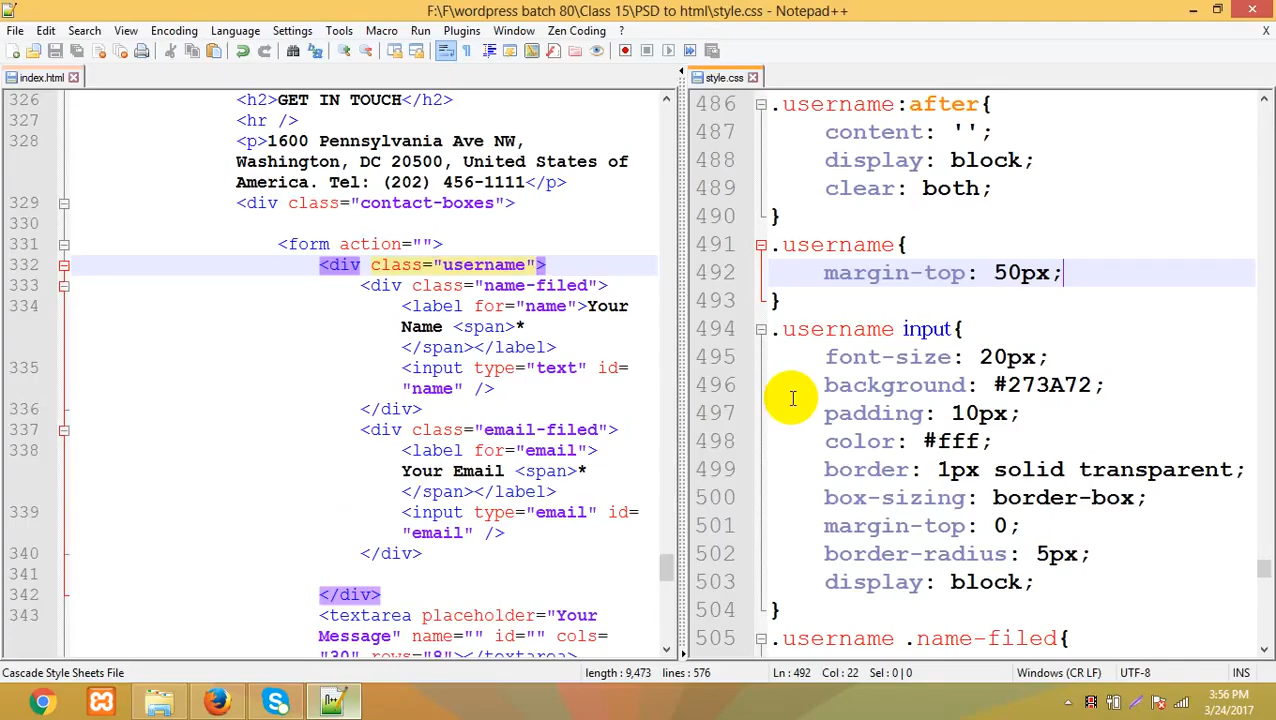 F:\F\wordpress batch 80\Class 15\PSD to html\style.css - Notepad++
File Edit Search View Encoding Language Settings Tools Macro Run Plugins Window Zen Coding ? X
index.html
326 <h2>GET IN TOUCH</h2>
327 <hr />
328 <p>1600 Pennsylvania Ave NW,
Washington, DC 20500, United States of
America. Tel: (202) 456-1111</p>
329 <div class="contact-boxes">
330
331 <form action="">
332 <div class="username">
333 <div class="name-filed">
334 <label for="name">Your
Name <span>*
</span></label>
335 <input type="text" id=
"name" />
336 </div>
337 <div class="email-filed">
338 <label for="email">
Your Email <span>*
</span></label>
339 <input type="email" id=
"email" />
340 </div>
341
342 </div>
343 <textarea placeholder="Your
Message" name="" id="" cols=
"30" rows="8"></textarea>
style.css
486 .username:after{
487 content: '';
488 display: block;
489 clear: both;
490 }
491 .username{
492 margin-top: 50px;
493 }
494 .username input{
495 font-size: 20px;
496 background: #273A72;
497 padding: 10px;
498 color: #fff;
499 border: 1px solid transparent;
500 box-sizing: border-box;
501 margin-top: 0;
502 border-radius: 5px;
503 display: block;
504 }
505 .username .name-filed{
Cascade Style Sheets File length : 9,473 lines : 576 Ln : 492 Col : 22 Sel : 0 | 0 Windows (CR LF) UTF-8 INS
3:56 PM
3/24/2017